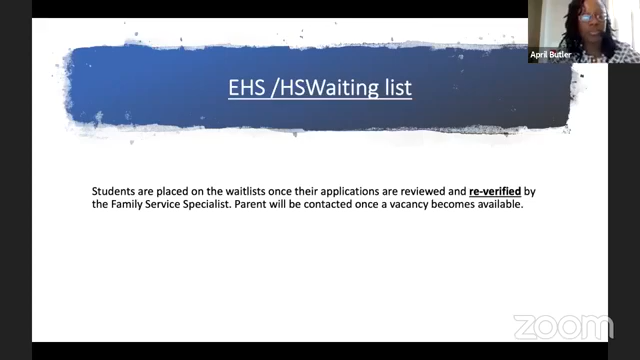 April Butler
EHS /HSWaiting list
Students are placed on the waitlists once their applications are reviewed and re-verified by
the Family Service Specialist. Parent will be contacted once a vacancy becomes available.
zoom